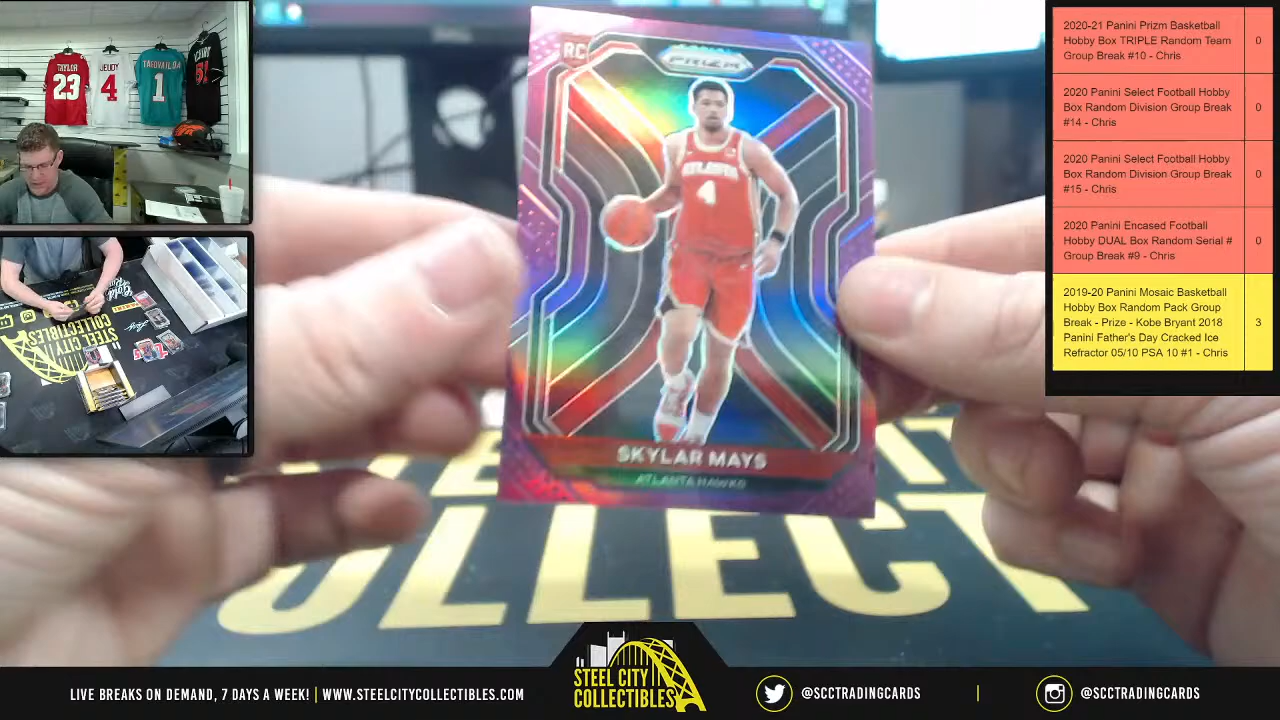 TAYLOR
23
JEUDY
4
TAGOVAILOA
1
51
STEEL CITY
COLLECTIBLES
RC
PRIZM
ATLANTA
4
SKYLAR MAYS
ATLANTA HAWKS
COLLECT
2020-21 Panini Prizm Basketball
Hobby Box TRIPLE Random Team
Group Break #10 - Chris
0
2020 Panini Select Football Hobby
Box Random Division Group Break
#14 - Chris
0
2020 Panini Select Football Hobby
Box Random Division Group Break
#15 - Chris
0
2020 Panini Encased Football
Hobby DUAL Box Random Serial #
Group Break #9 - Chris
0
2019-20 Panini Mosaic Basketball
Hobby Box Random Pack Group
Break - Prize - Kobe Bryant 2018
Panini Father's Day Cracked Ice
Refractor 05/10 PSA 10 #1 - Chris
3
LIVE BREAKS ON DEMAND, 7 DAYS A WEEK! | WWW.STEELCITYCOLLECTIBLES.COM
STEEL CITY
COLLECTIBLES
@SCCTRADINGCARDS
@SCCTRADINGCARDS